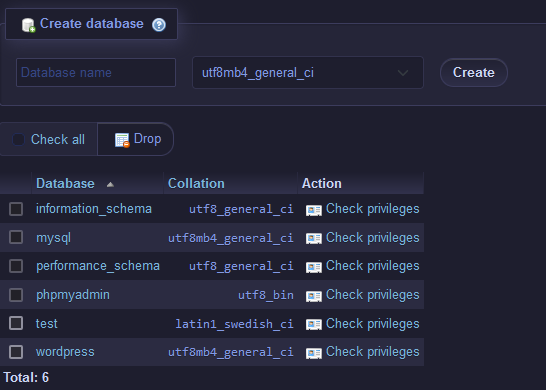 Create database
Database name utf8mb4_general_ci Create
Check all Drop
Database Collation Action
information_schema utf8_general_ci Check privileges
mysql utf8mb4_general_ci Check privileges
performance_schema utf8_general_ci Check privileges
phpmyadmin utf8_bin Check privileges
test latin1_swedish_ci Check privileges
wordpress utf8mb4_general_ci Check privileges
Total: 6